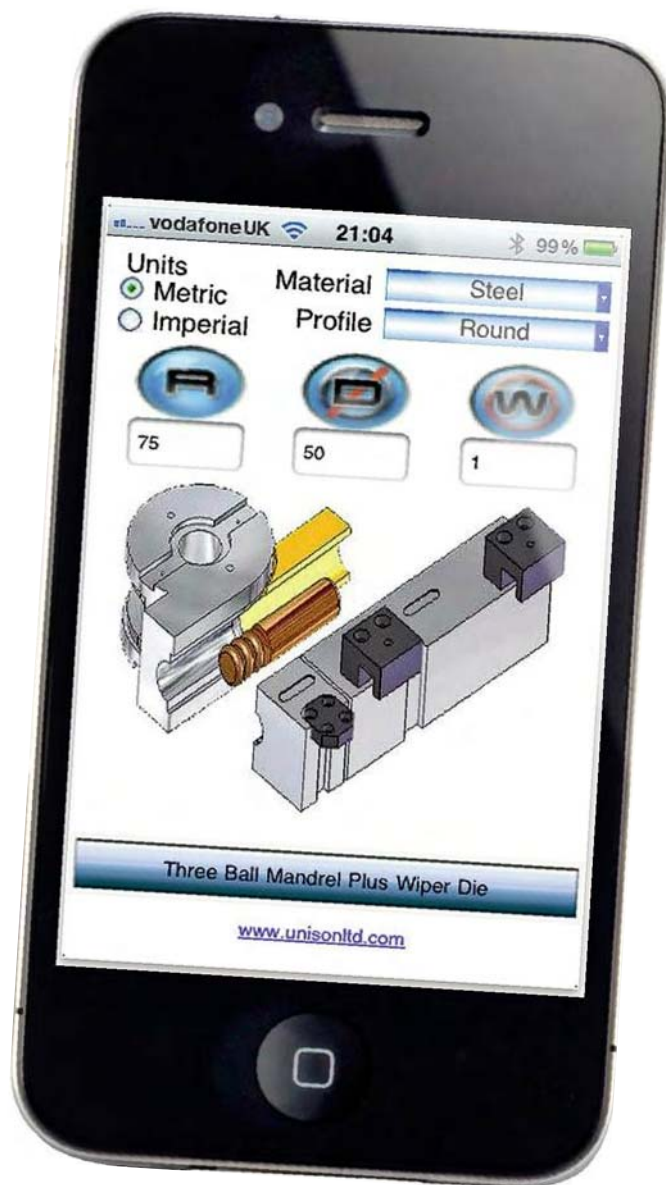 vodafoneUK 21:04 99%
Units
Metric
Imperial
Material Steel
Profile Round
R D W
75 50 1
Three Ball Mandrel Plus Wiper Die
www.unisonltd.com